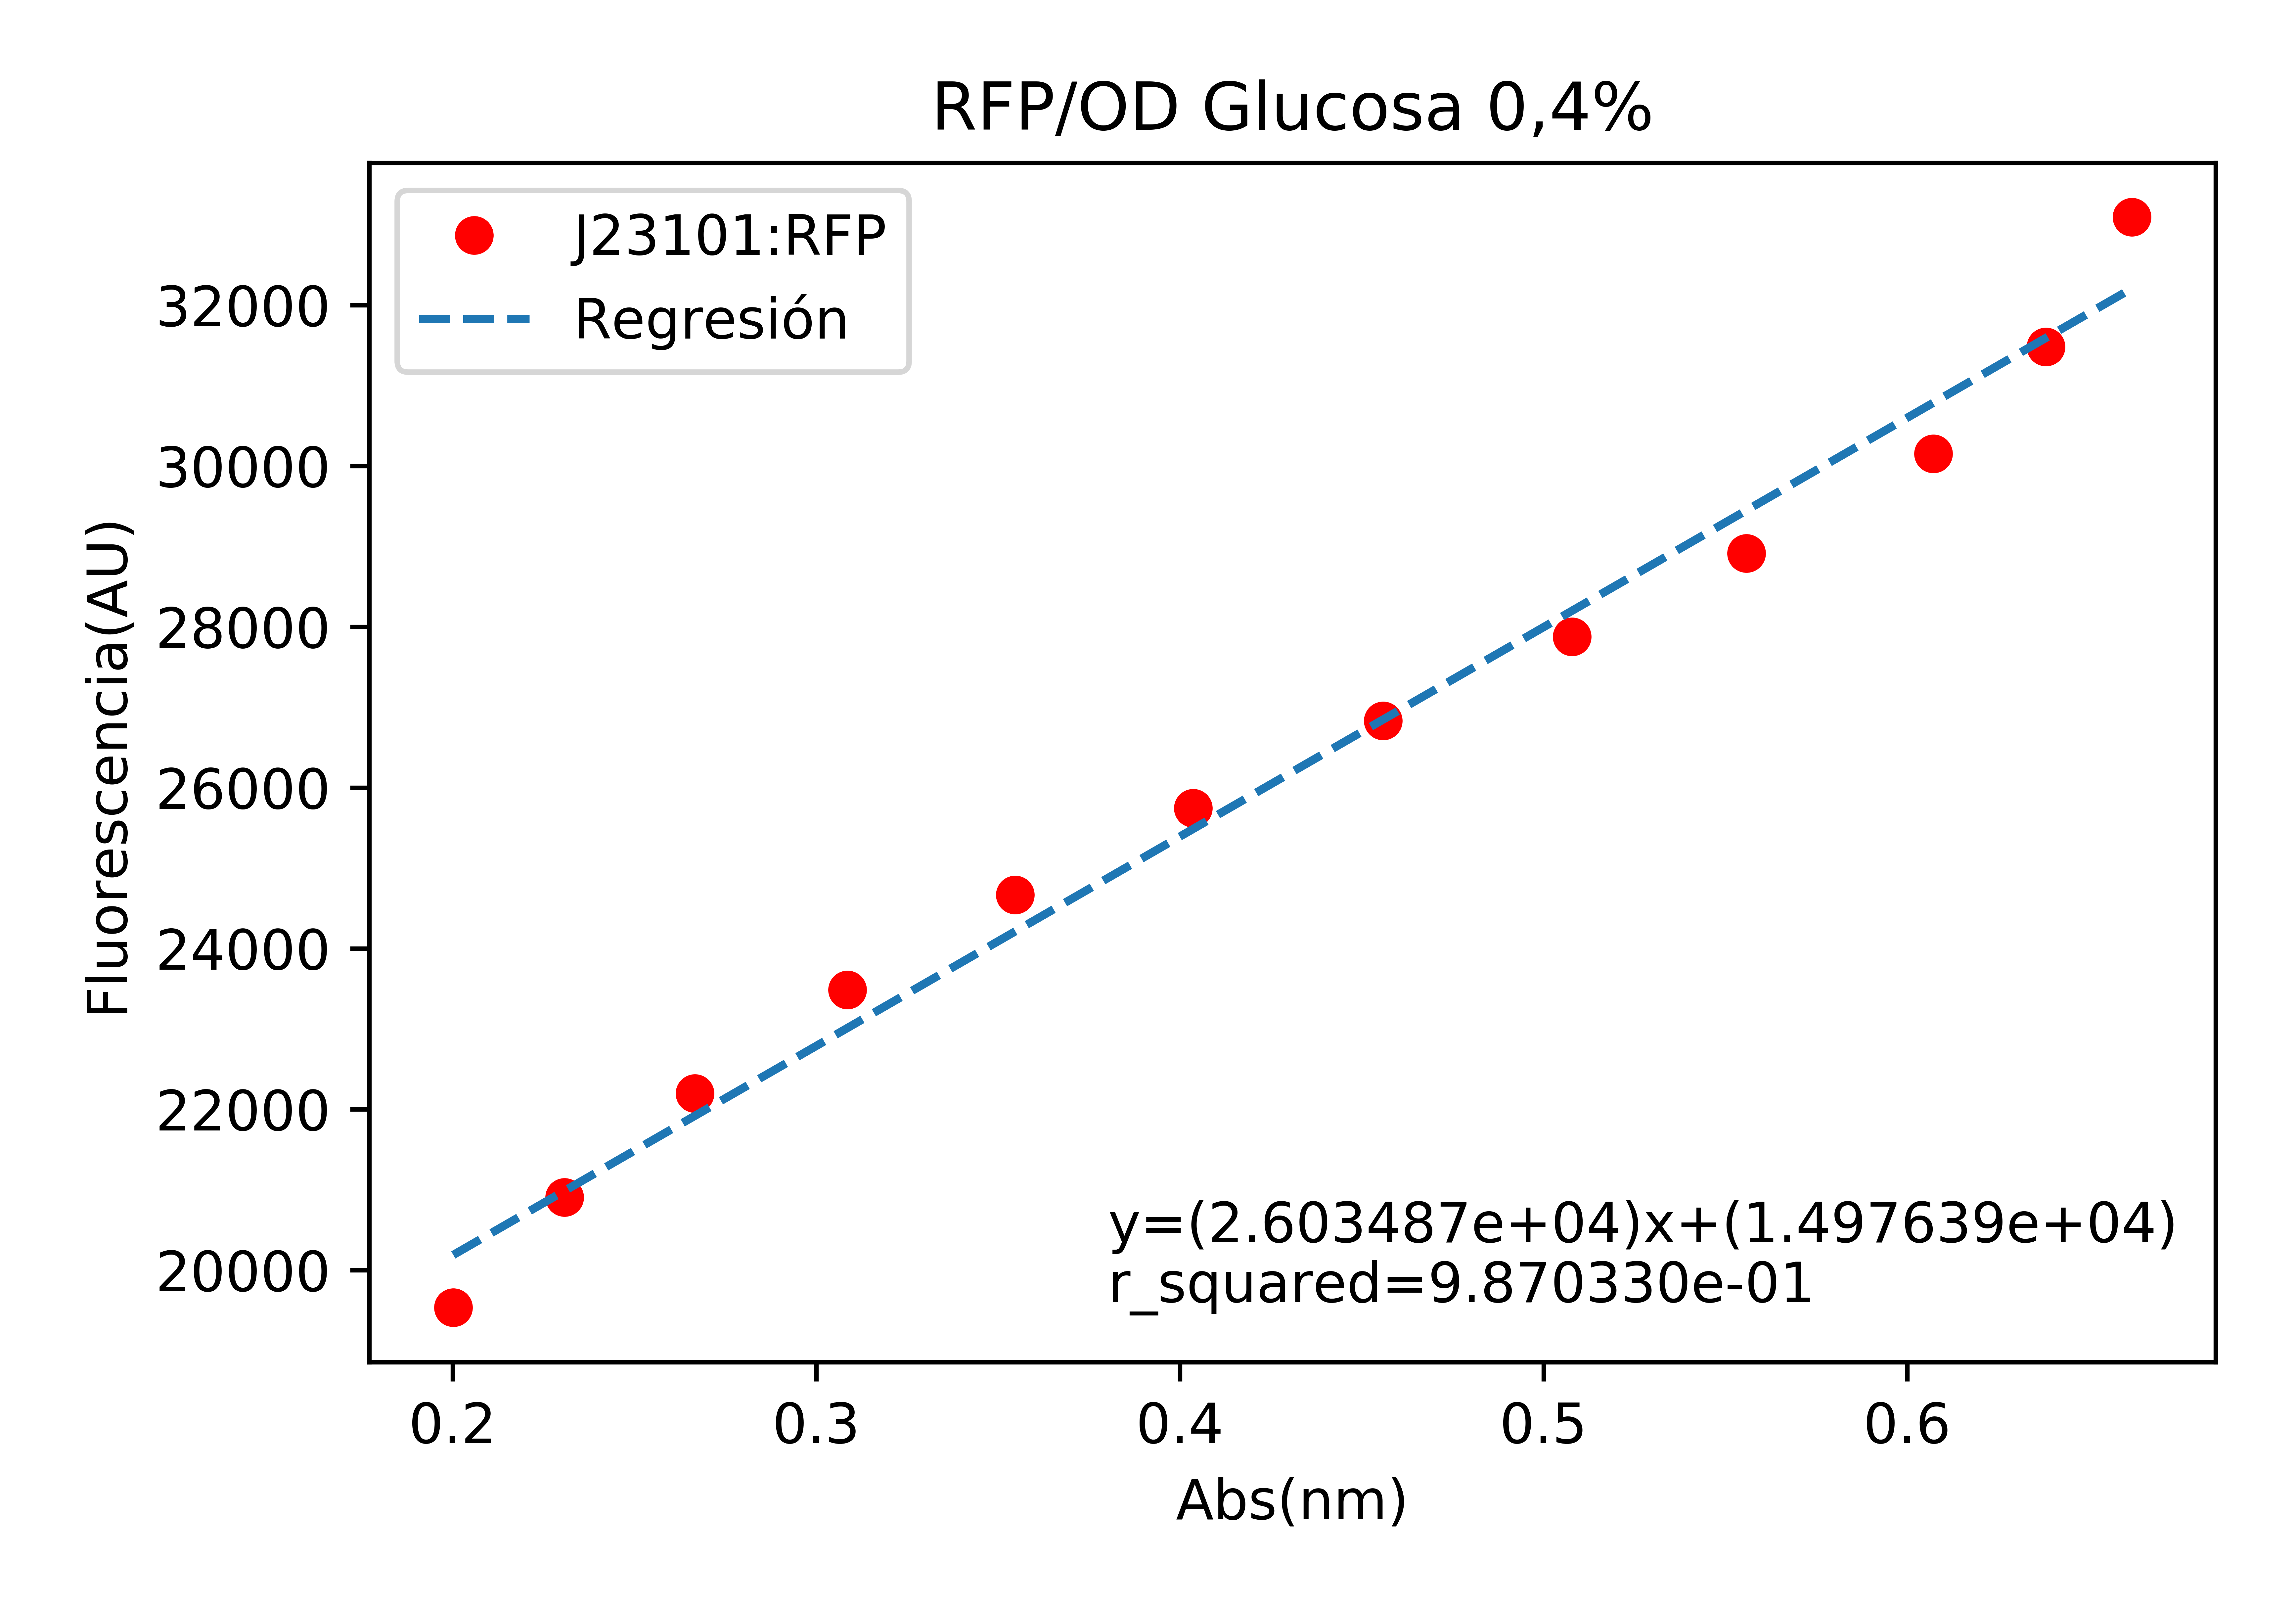 RFP/OD Glucosa 0,4%
J23101:RFP
Regresión
32000
30000
28000
26000
24000
22000
20000
Fluorescencia(AU)
y=(2.603487e+04)x+(1.497639e+04)
r_squared=9.870330e-01
0.2 0.3 0.4 0.5 0.6
Abs(nm)